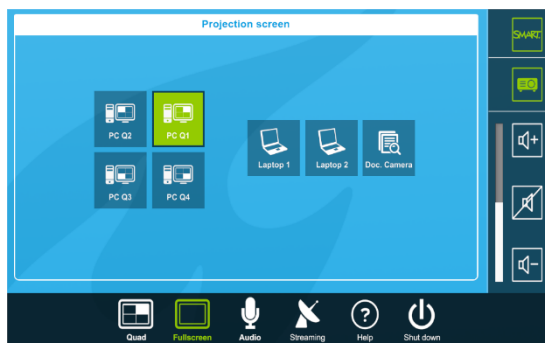 Projection screen
SMART
PC Q2
PC Q1
Laptop 1
Laptop 2
Doc. Camera
PC Q3
PC Q4
Quad
Fullscreen
Audio
Streaming
Help
Shut down